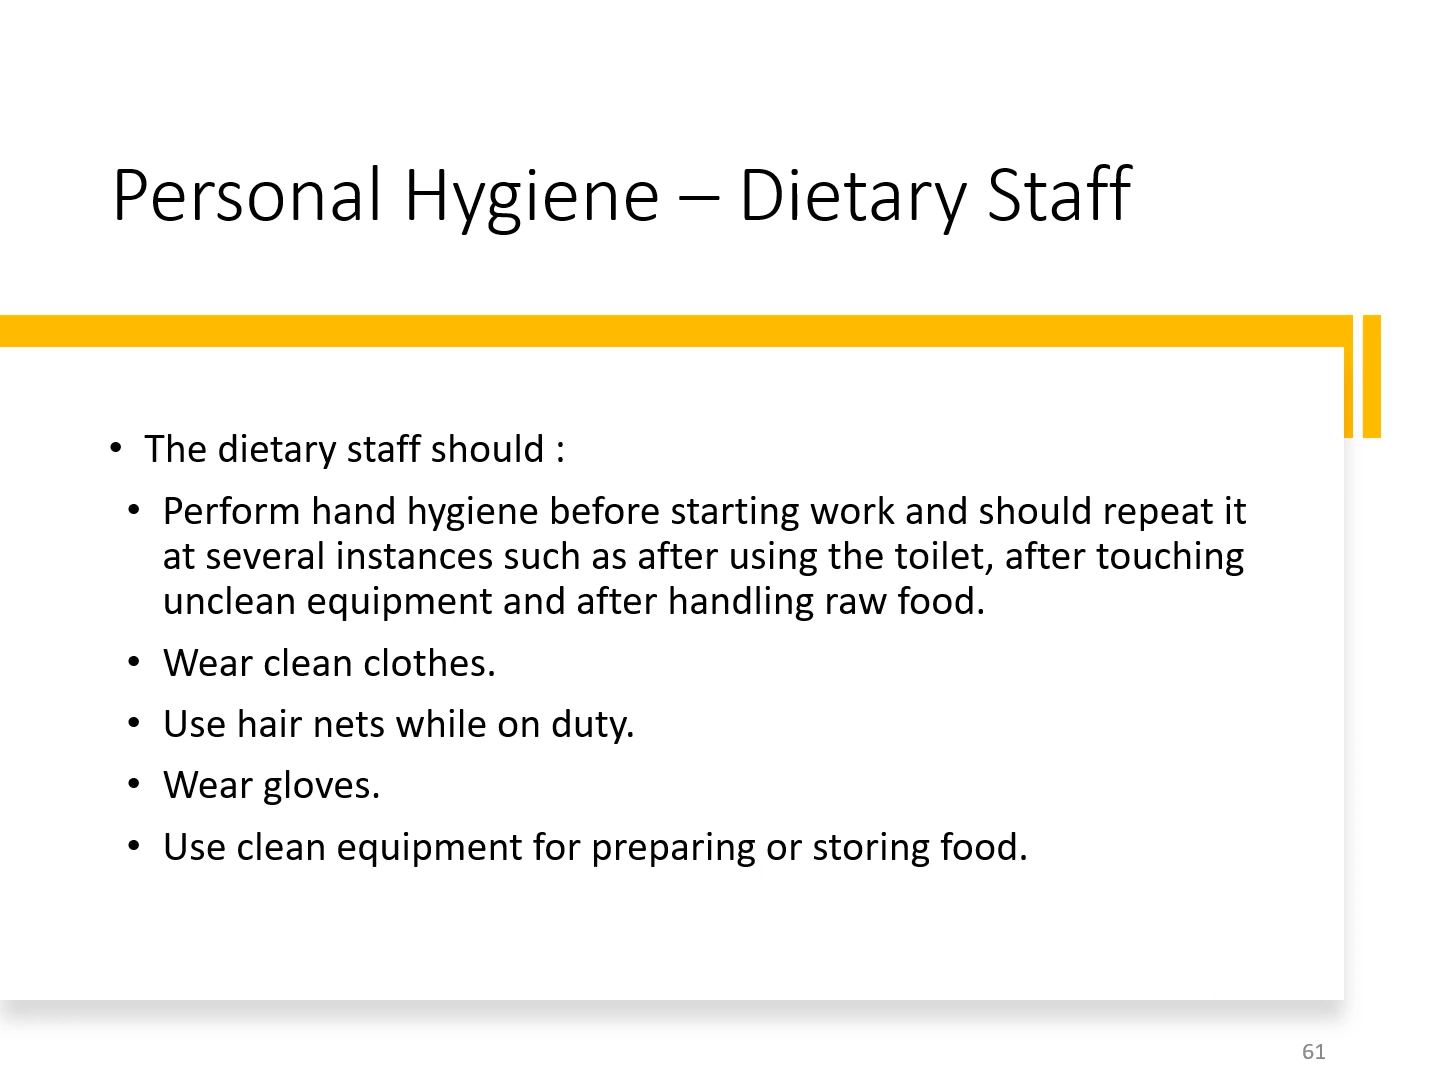 Personal Hygiene – Dietary Staff
• The dietary staff should :
• Perform hand hygiene before starting work and should repeat it
at several instances such as after using the toilet, after touching
unclean equipment and after handling raw food.
• Wear clean clothes.
• Use hair nets while on duty.
• Wear gloves.
• Use clean equipment for preparing or storing food.
61